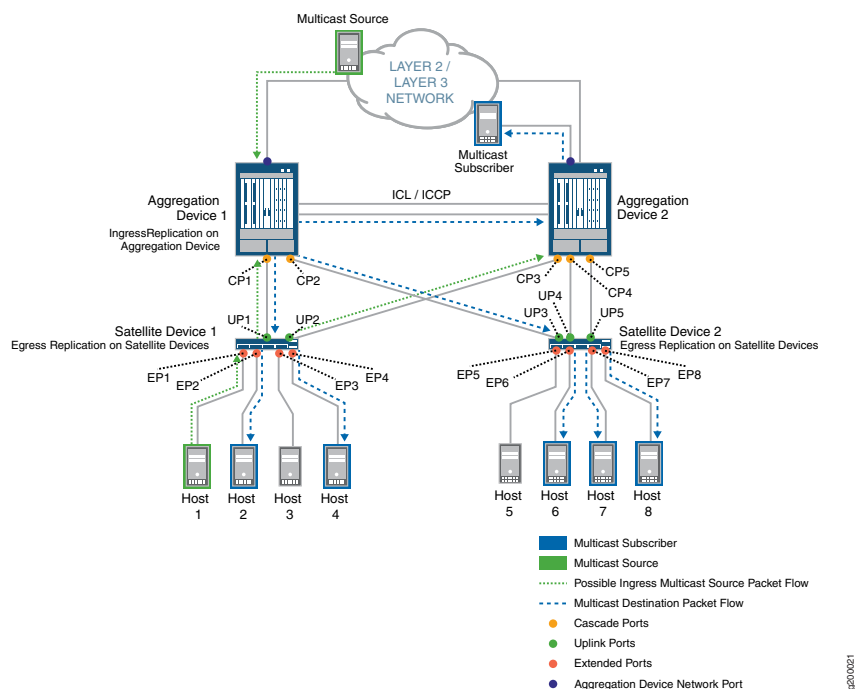 Multicast Source
LAYER 2 /
LAYER 3
NETWORK
Multicast
Subscriber
Aggregation
Device 1
IngressReplication on
Aggregation Device
ICL / ICCP
Aggregation
Device 2
CP1
CP2
CP3
CP4
CP5
UP1
UP2
UP4
UP3
UP5
Satellite Device 1
Egress Replication on Satellite Devices
Satellite Device 2
Egress Replication on Satellite Devices
EP1
EP2
EP3
EP4
EP5
EP6
EP7
EP8
Host
1
Host
2
Host
3
Host
4
Host
5
Host
6
Host
7
Host
8
Multicast Subscriber
Multicast Source
Possible Ingress Multicast Source Packet Flow
Multicast Destination Packet Flow
Cascade Ports
Uplink Ports
Extended Ports
Aggregation Device Network Port
g200021